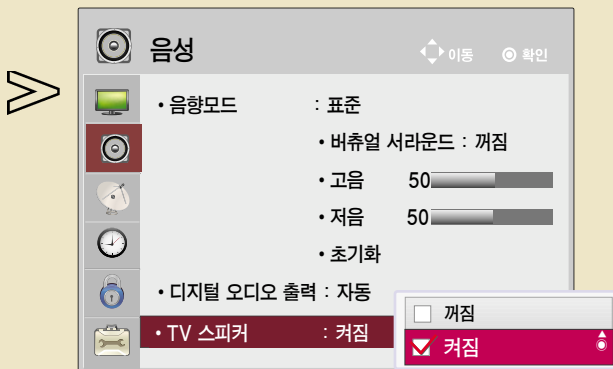 음성 이동 확인
• 음향모드 : 표준
• 버츄얼 서라운드 : 꺼짐
• 고음 50
• 저음 50
• 초기화
• 디지털 오디오 출력 : 자동
• TV 스피커 : 켜짐
꺼짐
켜짐